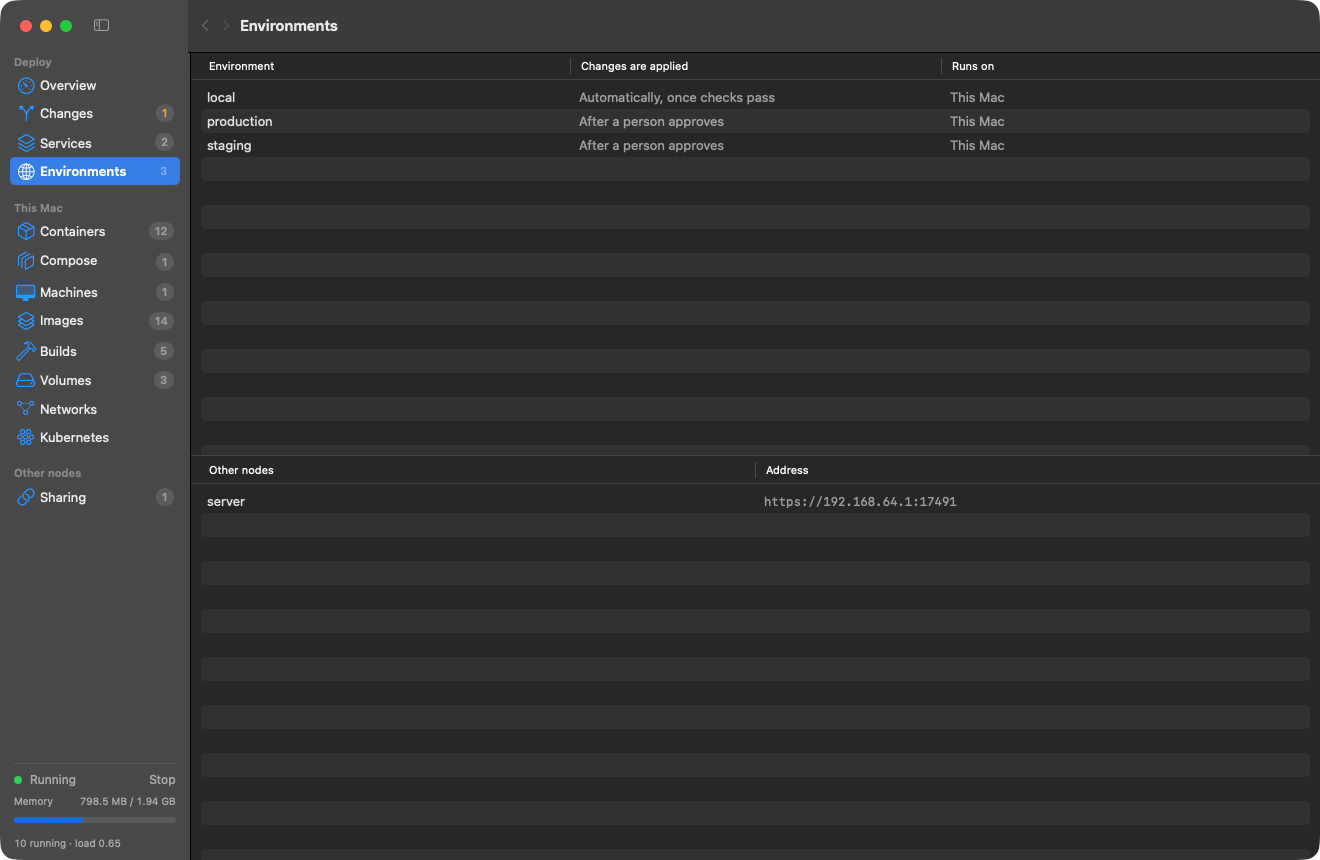 Environments
Deploy
Overview
Changes 1
Services 2
Environments 3
This Mac
Containers 12
Compose 1
Machines 1
Images 14
Builds 5
Volumes 3
Networks
Kubernetes
Other nodes
Sharing 1
Running Stop
Memory 798.5 MB / 1.94 GB
10 running · load 0.65
Environment Changes are applied Runs on
local Automatically, once checks pass This Mac
production After a person approves This Mac
staging After a person approves This Mac
Other nodes Address
server https://192.168.64.1:17491